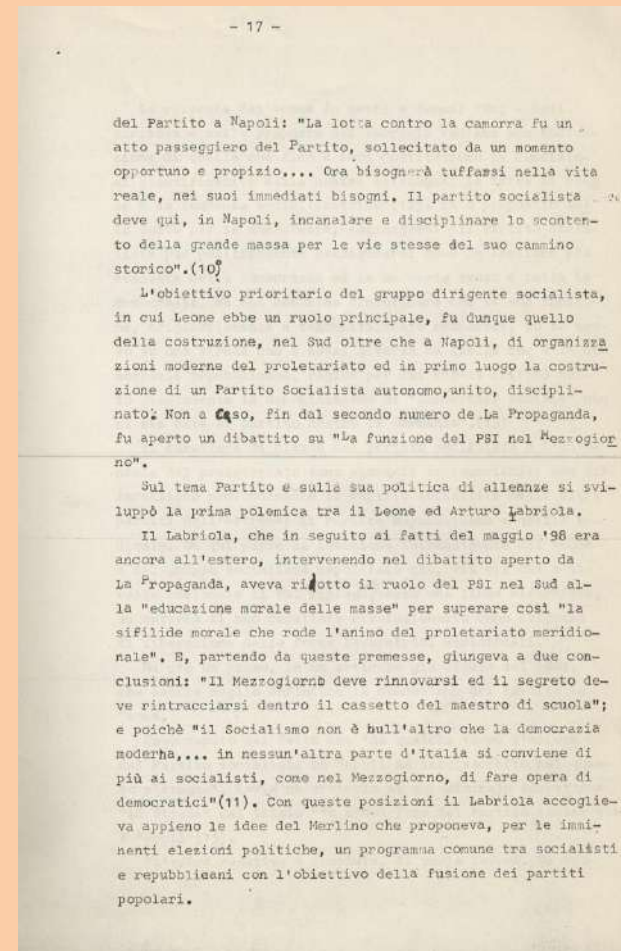 - 17 -
del Partito a Napoli: "La lotta contro la camorra fu un
atto passeggiero del Partito, sollecitato da un momento
opportuno e propizio.... Ora bisognerà tuffarsi nella vita
reale, nei suoi immediati bisogni. Il partito socialista
deve qui, in Napoli, incanalare e disciplinare lo sconten-
to della grande massa per le vie stesse del suo cammino
storico".(10)
L'obiettivo prioritario del gruppo dirigente socialista,
in cui Leone ebbe un ruolo principale, fu dunque quello
della costruzione, nel Sud oltre che a Napoli, di organizza
zioni moderne del proletariato ed in primo luogo la costru-
zione di un Partito Socialista autonomo,unito, discipli-
nato. Non a caso, fin dal secondo numero de La Propaganda,
fu aperto un dibattito su "La funzione del PSI nel Mezzogior
no".
Sul tema Partito e sulla sua politica di alleanze si svi-
luppò la prima polemica tra il Leone ed Arturo Labriola.
Il Labriola, che in seguito ai fatti del maggio '98 era
ancora all'estero, intervenendo nel dibattito aperto da
La Propaganda, aveva ridotto il ruolo del PSI nel Sud al-
la "educazione morale delle masse" per superare così "la
sifilide morale che rode l'animo del proletariato meridio-
nale". E, partendo da queste premesse, giungeva a due con-
clusioni: "Il Mezzogiorno deve rinnovarsi ed il segreto de-
ve rintracciarsi dentro il cassetto del maestro di scuola";
e poichè "il Socialismo non è null'altro che la democrazia
moderna,... in nessun'altra parte d'Italia si conviene di
più ai socialisti, come nel Mezzogiorno, di fare opera di
democratici"(11). Con queste posizioni il Labriola accoglie-
va appieno le idee del Merlino che proponeva, per le immi-
nenti elezioni politiche, un programma comune tra socialisti
e repubblicani con l'obiettivo della fusione dei partiti
popolari.